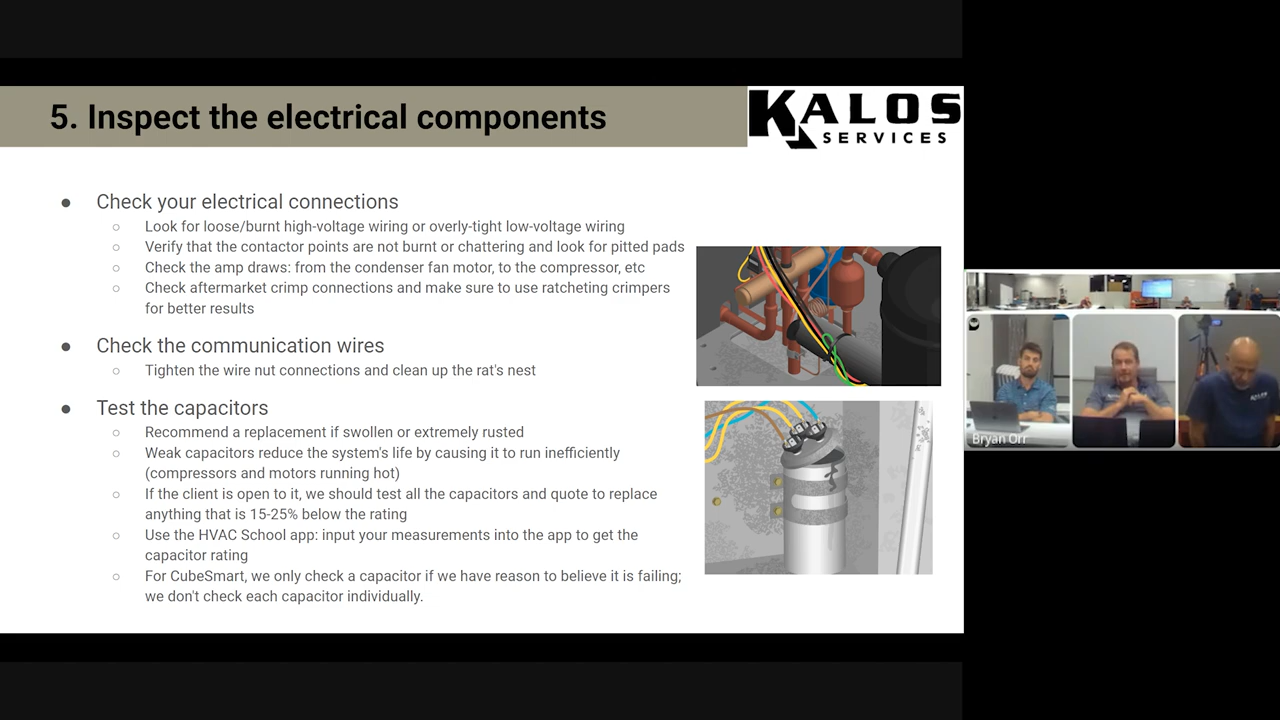 5. Inspect the electrical components
KALOS
SERVICES
● Check your electrical connections
○ Look for loose/burnt high-voltage wiring or overly-tight low-voltage wiring
○ Verify that the contactor points are not burnt or chattering and look for pitted pads
○ Check the amp draws: from the condenser fan motor, to the compressor, etc
○ Check aftermarket crimp connections and make sure to use ratcheting crimpers
for better results
● Check the communication wires
○ Tighten the wire nut connections and clean up the rat's nest
● Test the capacitors
○ Recommend a replacement if swollen or extremely rusted
○ Weak capacitors reduce the system's life by causing it to run inefficiently
(compressors and motors running hot)
○ If the client is open to it, we should test all the capacitors and quote to replace
anything that is 15-25% below the rating
○ Use the HVAC School app: input your measurements into the app to get the
capacitor rating
○ For CubeSmart, we only check a capacitor if we have reason to believe it is failing;
we don't check each capacitor individually.
Bryan Orr
KALOS